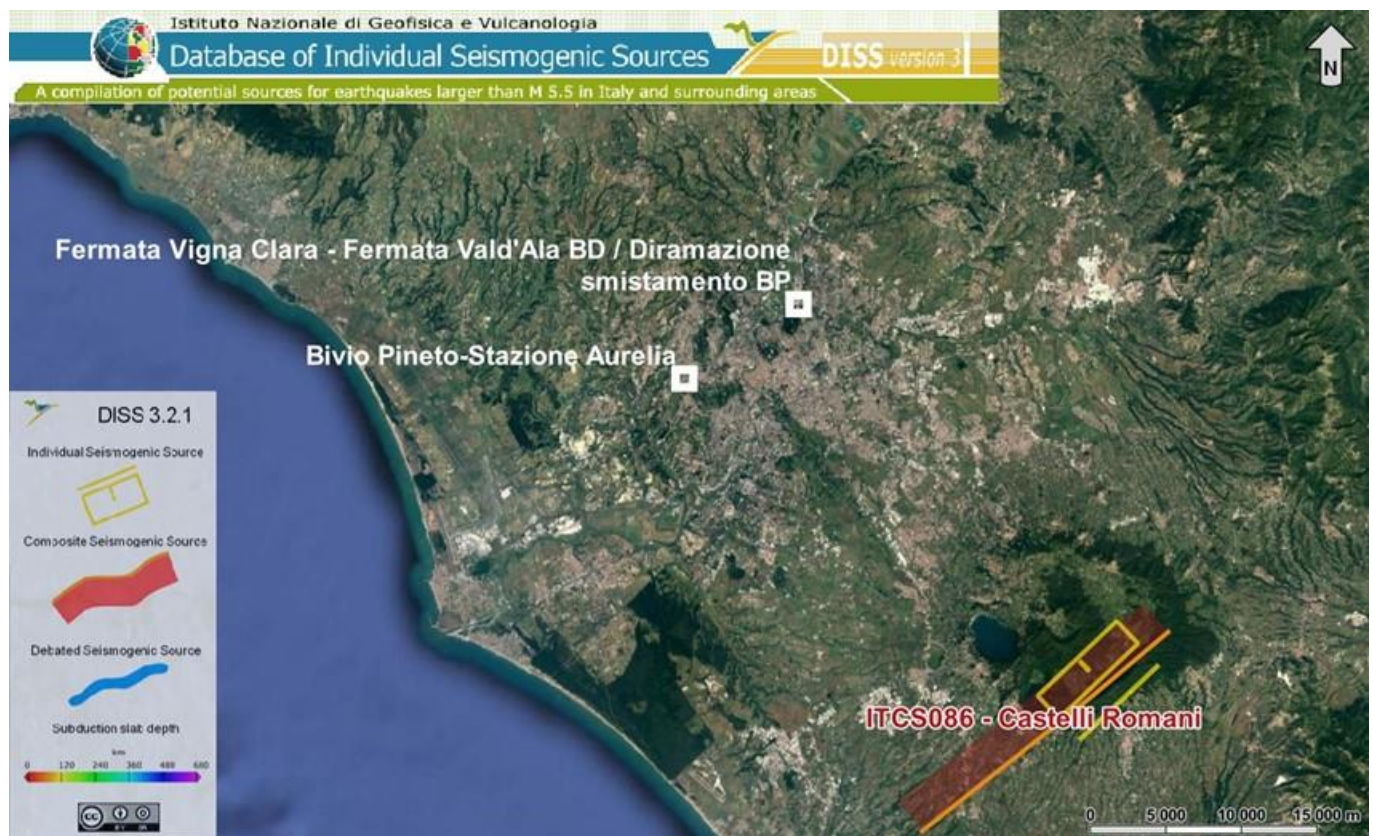 Istituto Nazionale di Geofisica e Vulcanologia
Database of Individual Seismogenic Sources
DISS version 3
A compilation of potential sources for earthquakes larger than M 5.5 in Italy and surrounding areas
N
Fermata Vigna Clara - Fermata Vald'Ala BD / Diramazione
smistamento BP
Bivio Pineto-Stazione Aurelia
DISS 3.2.1
Individual Seismogenic Source
Composite Seismogenic Source
Debated Seismogenic Source
Subduction slab depth
km
0 120 240 360 480 600
cc
ITCS086 - Castelli Romani
0 5 000 10 000 15 000 m